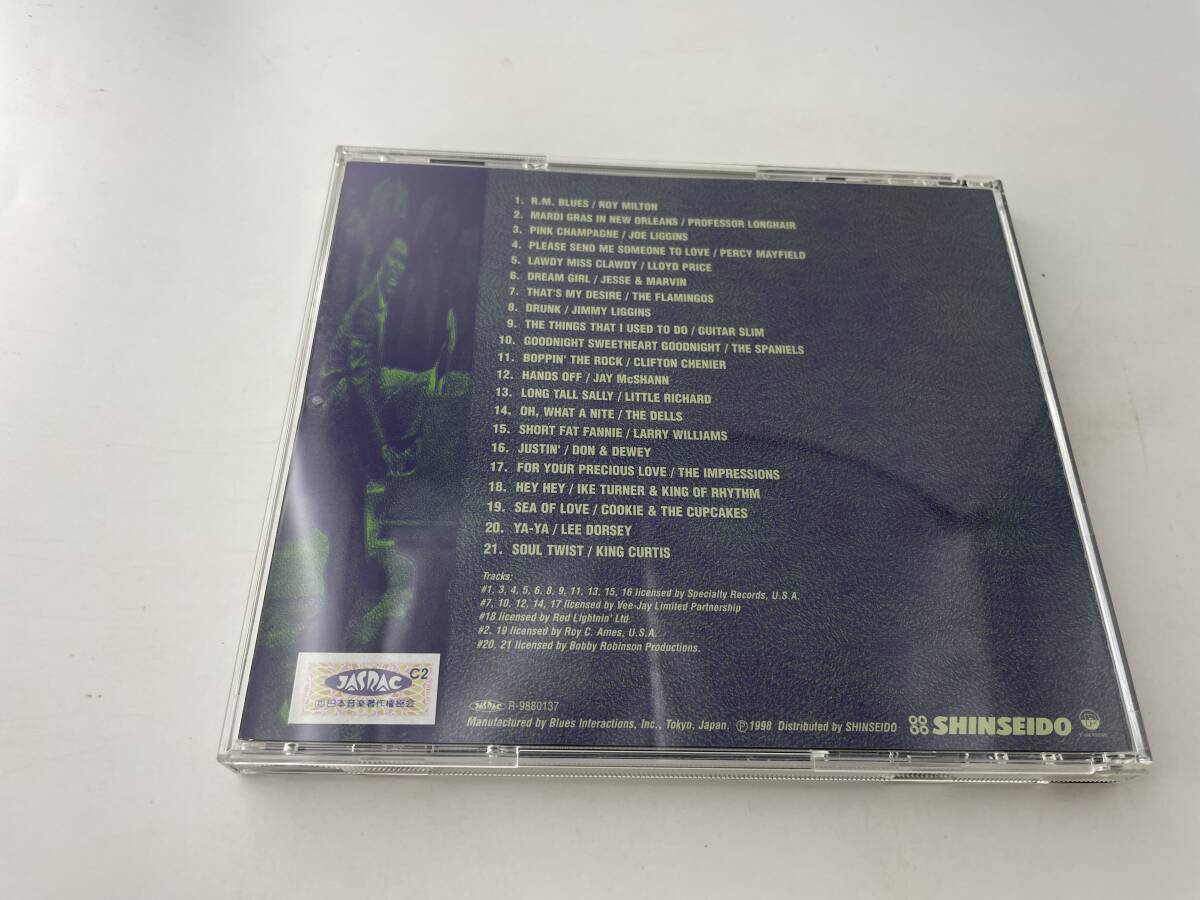 1. R.M. BLUES / ROY MILTON
2. MARDI GRAS IN NEW ORLEANS / PROFESSOR LONGHAIR
3. PINK CHAMPAGNE / JOE LIGGINS
4. PLEASE SEND ME SOMEONE TO LOVE / PERCY MAYFIELD
5. LAWDY MISS CLAWDY / LLOYD PRICE
6. DREAM GIRL / JESSE & MARVIN
7. THAT'S MY DESIRE / THE FLAMINGOS
8. DRUNK / JIMMY LIGGINS
9. THE THINGS THAT I USED TO DO / GUITAR SLIM
10. GOODNIGHT SWEETHEART GOODNIGHT / THE SPANIELS
11. BOPPIN' THE ROCK / CLIFTON CHENIER
12. HANDS OFF / JAY McSHANN
13. LONG TALL SALLY / LITTLE RICHARD
14. OH, WHAT A NITE / THE DELLS
15. SHORT FAT FANNIE / LARRY WILLIAMS
16. JUSTIN' / DON & DEWEY
17. FOR YOUR PRECIOUS LOVE / THE IMPRESSIONS
18. HEY HEY / IKE TURNER & KING OF RHYTHM
19. SEA OF LOVE / COOKIE & THE CUPCAKES
20. YA-YA / LEE DORSEY
21. SOUL TWIST / KING CURTIS
Tracks:
#1, 3, 4, 5, 6, 8, 9, 11, 13, 15, 16 licensed by Specialty Records, U.S.A.
#7, 10, 12, 14, 17 licensed by Vee-Jay Limited Partnership
#18 licensed by Red Lightnin' Ltd.
#2, 19 licensed by Roy C. Ames, U.S.A.
#20, 21 licensed by Bobby Robinson Productions.
JASRAC C2
(社)日本音楽著作権協会
JASRAC R-9880137
Manufactured by Blues Interactions, Inc., Tokyo, Japan. Ⓟ1998 Distributed by SHINSEIDO
SHINSEIDO